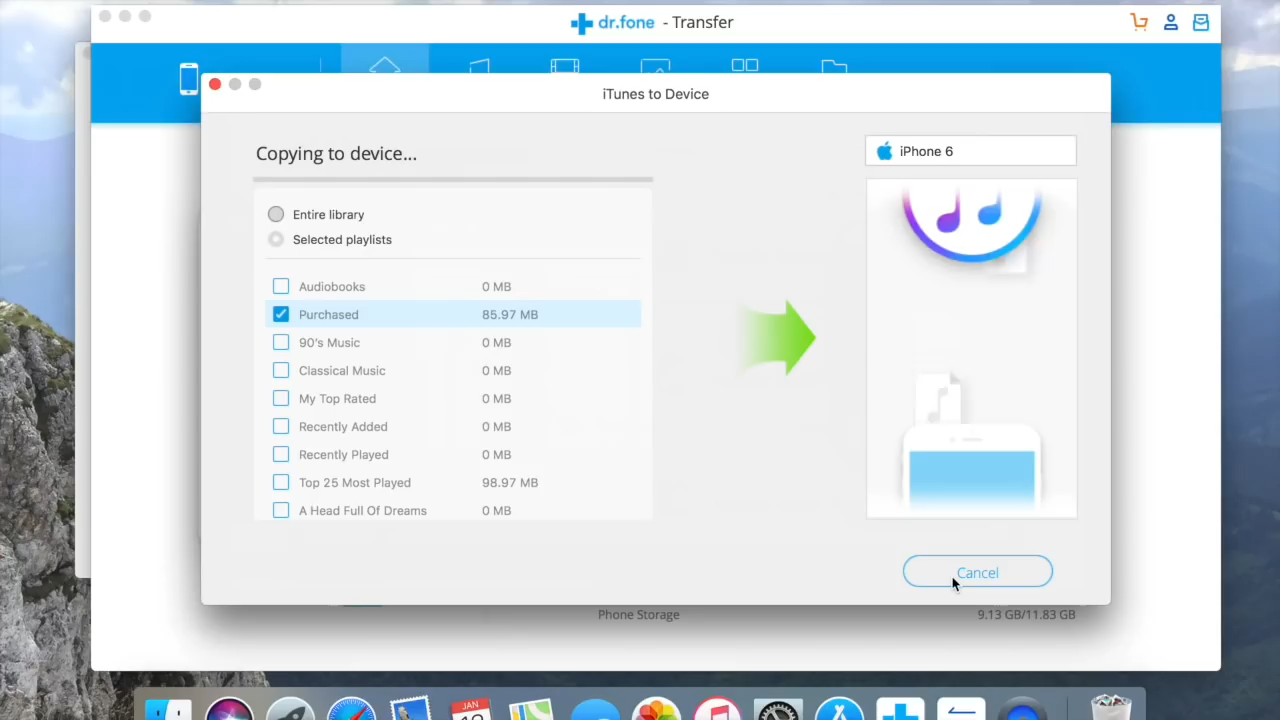 dr.fone - Transfer
iTunes to Device
Copying to device...
iPhone 6
Entire library
Selected playlists
Audiobooks 0 MB
Purchased 85.97 MB
90's Music 0 MB
Classical Music 0 MB
My Top Rated 0 MB
Recently Added 0 MB
Recently Played 0 MB
Top 25 Most Played 98.97 MB
A Head Full Of Dreams 0 MB
Cancel
Phone Storage 9.13 GB/11.83 GB
JAN